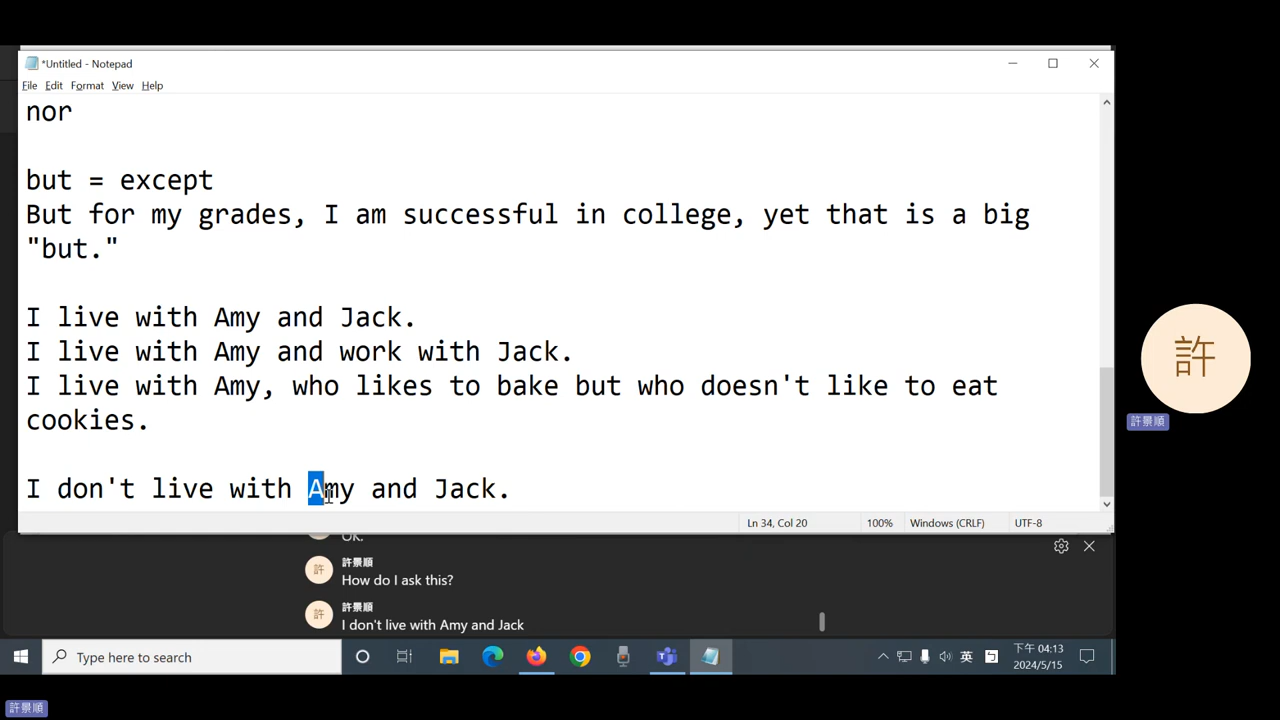 *Untitled - Notepad
File Edit Format View Help
nor
but = except
But for my grades, I am successful in college, yet that is a big
"but."
I live with Amy and Jack.
I live with Amy and work with Jack.
I live with Amy, who likes to bake but who doesn't like to eat
cookies.
I don't live with Amy and Jack.
Ln 34, Col 20 100% Windows (CRLF) UTF-8
OK.
許
許景順
How do I ask this?
許
許景順
I don't live with Amy and Jack
Type here to search
英
下午 04:13
2024/5/15
許
許景順
許景順